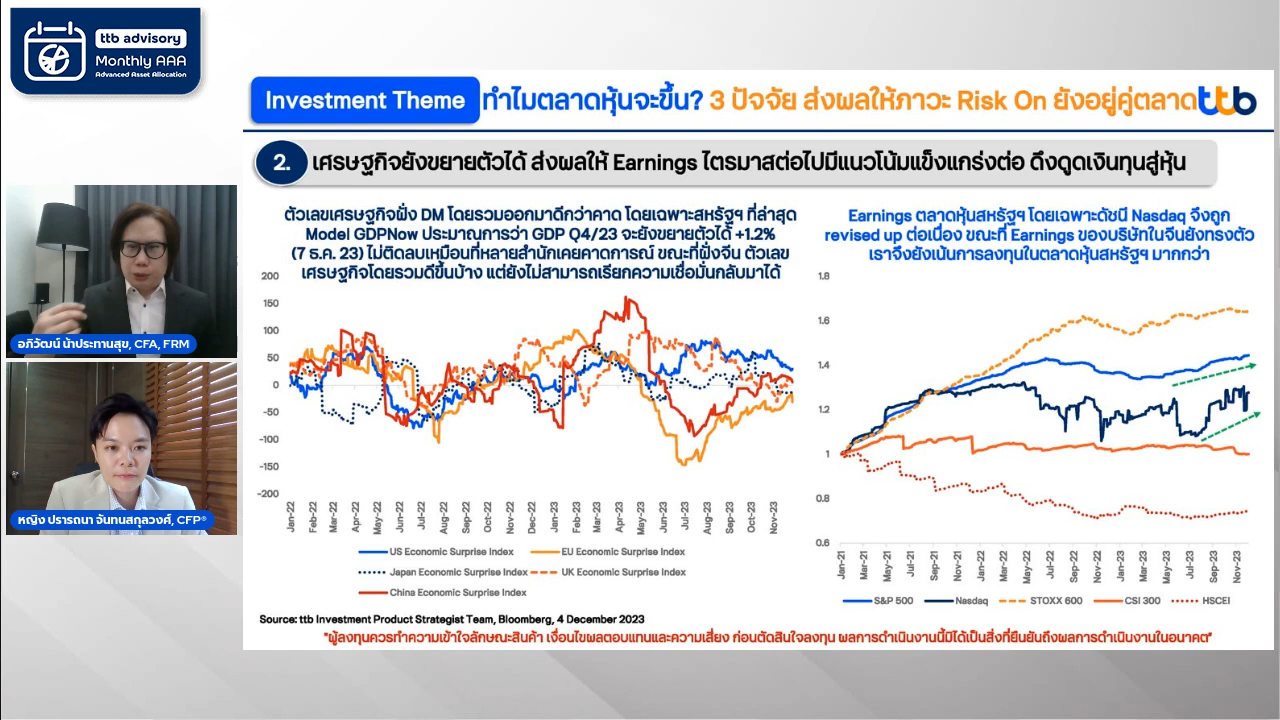 ttb advisory
Monthly AAA
Advanced Asset Allocation
Investment Theme
ทำไมตลาดหุ้นจะขึ้น? 3 ปัจจัย ส่งผลให้ภาวะ Risk On ยังอยู่คู่ตลาด
ttb
2.
เศรษฐกิจยังขยายตัวได้ ส่งผลให้ Earnings ไตรมาสต่อไปมีแนวโน้มแข็งแกร่งต่อ ดึงดูดเงินทุนสู่หุ้น
ตัวเลขเศรษฐกิจฝั่ง DM โดยรวมออกมาดีกว่าคาด โดยเฉพาะสหรัฐฯ ที่ล่าสุด
Model GDPNow ประมาณการว่า GDP Q4/23 จะยังขยายตัวได้ +1.2%
(7 ธ.ค. 23) ไม่ติดลบเหมือนที่หลายสำนักเคยคาดการณ์ ขณะที่ฝั่งจีน ตัวเลข
เศรษฐกิจโดยรวมดีขึ้นบ้าง แต่ยังไม่สามารถเรียกความเชื่อมั่นกลับมาได้
200
150
100
50
0
-50
-100
-150
-200
Jan-22
Feb-22
Mar-22
Apr-22
May-22
Jun-22
Jul-22
Aug-22
Sep-22
Oct-22
Nov-22
Dec-22
Jan-23
Feb-23
Mar-23
Apr-23
May-23
Jun-23
Jul-23
Aug-23
Sep-23
Oct-23
Nov-23
US Economic Surprise Index
EU Economic Surprise Index
Japan Economic Surprise Index
UK Economic Surprise Index
China Economic Surprise Index
Earnings ตลาดหุ้นสหรัฐฯ โดยเฉพาะดัชนี Nasdaq จึงถูก
revised up ต่อเนื่อง ขณะที่ Earnings ของบริษัทในจีนยังทรงตัว
เราจึงยังเน้นการลงทุนในตลาดหุ้นสหรัฐฯ มากกว่า
1.8
1.6
1.4
1.2
1
0.8
0.6
Jan-21
Mar-21
May-21
Jul-21
Sep-21
Nov-21
Jan-22
Mar-22
May-22
Jul-22
Sep-22
Nov-22
Jan-23
Mar-23
May-23
Jul-23
Sep-23
Nov-23
S&P 500
Nasdaq
STOXX 600
CSI 300
HSCEI
Source: ttb Investment Product Strategist Team, Bloomberg, 4 December 2023
"ผู้ลงทุนควรทำความเข้าใจลักษณะสินค้า เงื่อนไขผลตอบแทนและความเสี่ยง ก่อนตัดสินใจลงทุน ผลการดำเนินงานนี้มิได้เป็นสิ่งที่ยืนยันถึงผลการดำเนินงานในอนาคต"
อภิวัฒน์ น้าประทานสุข, CFA, FRM
หญิง ปรารถนา จันทนสกุลวงศ์, CFP®